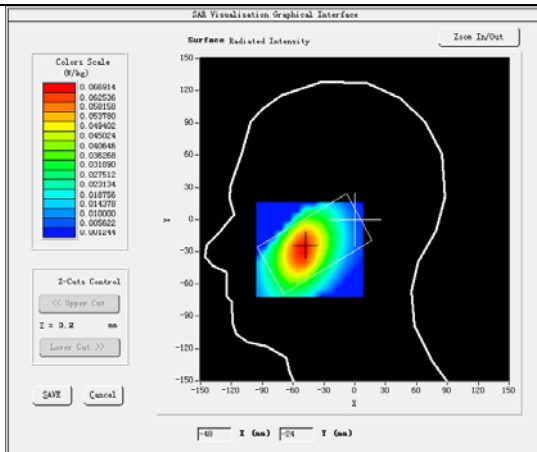 SAR Visualisation Graphical Interface
Surface Radiated Intensity
Zoom In/Out
Colors Scale
(W/kg)
0.066914
0.062536
0.058158
0.053780
0.049402
0.045024
0.040646
0.036268
0.031890
0.027512
0.023134
0.018756
0.014378
0.010000
0.005622
0.001244
Z-Cuts Control
<< Upper Cut
Z = 0.2 mm
Lower Cut >>
SAVE Cancel
150
120
90
60
30
0
-30
-60
-90
-120
-150
Y
-150 -120 -90 -60 -30 0 30 60 90 120 150
X
-48 X (mm) -24 Y (mm)